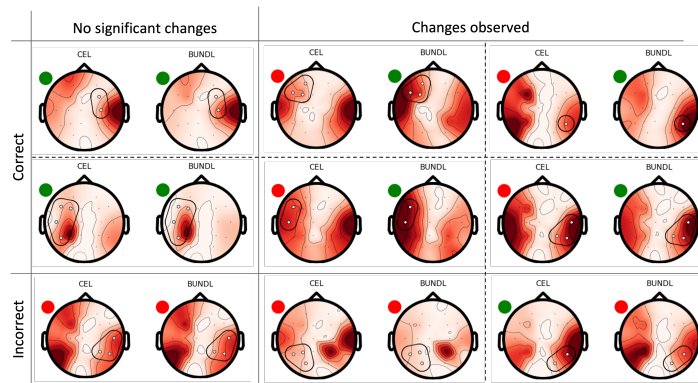 No significant changes
Changes observed
CEL BUNDL CEL BUNDL CEL BUNDL
Correct
CEL BUNDL CEL BUNDL CEL BUNDL
Incorrect
CEL BUNDL CEL BUNDL CEL BUNDL